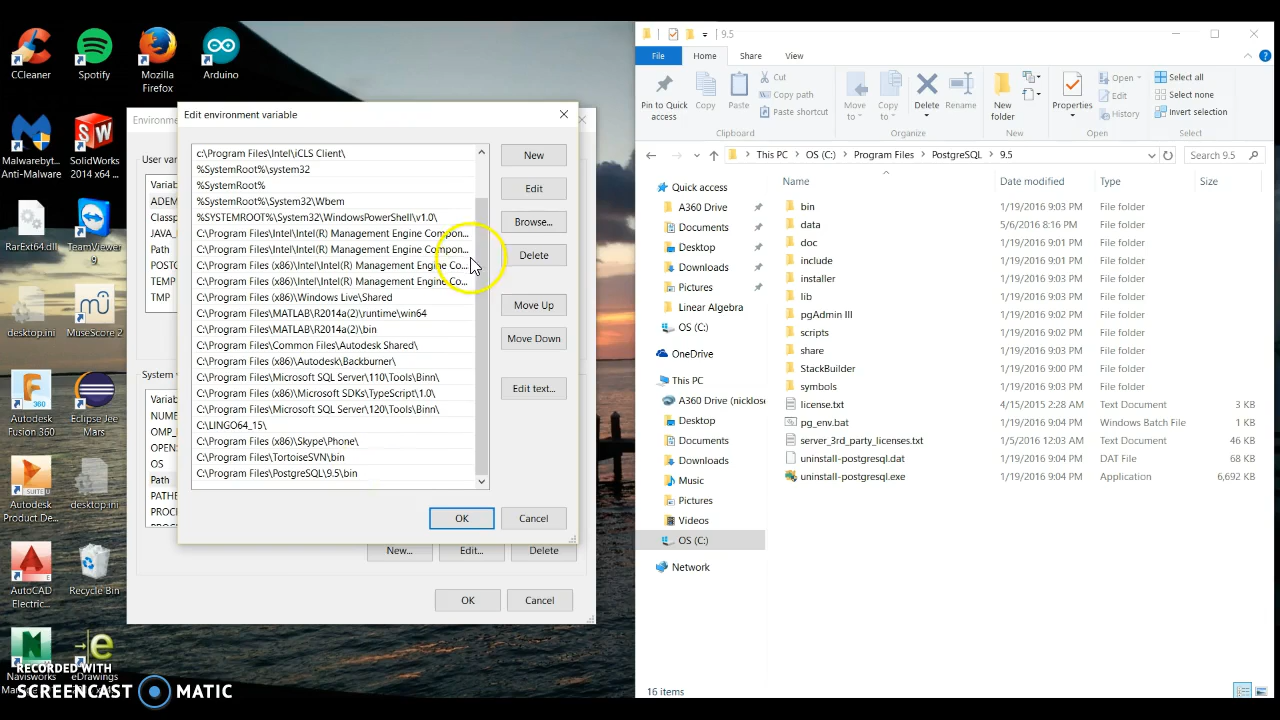 CCleaner
Spotify
Mozilla
Firefox
Arduino
Malwareb​yt...
Anti-Malware
SolidWorks
2014 x64 ...
RarExt64.dll
TeamViewer
9
desktop.ini
MuseScore 2
Autodesk
Fusion 360
Eclipse Jee
Mars
Autodesk
Product De...
desktop.ini
AutoCAD
Electric...
Recycle Bin
Navisworks
eDrawings
RECORDED WITH
SCREENCAST MATIC
Environm
User va
Variab
ADEM
Classp
JAVA_
Path
POSTG
TEMP
TMP
System v
Variab
NUME
OMP_
OPEN
OS
Path
PATHE
PROC
New...
Edit...
Delete
OK
Cancel
Edit environment variable
c:\Program Files\Intel\iCLS Client\
%SystemRoot%\system32
%SystemRoot%
%SystemRoot%\System32\Wbem
%SYSTEMROOT%\System32\WindowsPowerShell\v1.0\
C:\Program Files\Intel\Intel(R) Management Engine Compon...
C:\Program Files\Intel\Intel(R) Management Engine Compon...
C:\Program Files (x86)\Intel\Intel(R) Management Engine Co...
C:\Program Files (x86)\Intel\Intel(R) Management Engine Co...
C:\Program Files (x86)\Windows Live\Shared
C:\Program Files\MATLAB\R2014a(2)\runtime\win64
C:\Program Files\MATLAB\R2014a(2)\bin
C:\Program Files\Common Files\Autodesk Shared\
C:\Program Files (x86)\Autodesk\Backburner\
C:\Program Files\Microsoft SQL Server\110\Tools\Binn\
C:\Program Files (x86)\Microsoft SDKs\TypeScript\1.0\
C:\Program Files\Microsoft SQL Server\120\Tools\Binn\
C:\LINGO64_15\
C:\Program Files (x86)\Skype\Phone\
C:\Program Files\TortoiseSVN\bin
C:\Program Files\PostgreSQL\9.5\bin
New
Edit
Browse...
Delete
Move Up
Move Down
Edit text...
OK
Cancel
9.5
File Home Share View
Pin to Quick
access
Copy
Paste
Cut
Copy path
Paste shortcut
Clipboard
Move
to
Copy
to
Delete
Rename
Organize
New
folder
New
Properties
Open
Edit
History
Open
Select all
Select none
Invert selection
Select
This PC OS (C:) Program Files PostgreSQL 9.5
Search 9.5
Quick access
A360 Drive
Documents
Desktop
Downloads
Pictures
Linear Algebra
OS (C:)
OneDrive
This PC
A360 Drive (nicklose
Desktop
Documents
Downloads
Music
Pictures
Videos
OS (C:)
Network
Name Date modified Type Size
bin 1/19/2016 9:03 PM File folder
data 5/6/2016 8:16 PM File folder
doc 1/19/2016 9:03 PM File folder
include 1/19/2016 9:01 PM File folder
installer 1/19/2016 9:03 PM File folder
lib 1/19/2016 9:03 PM File folder
pgAdmin III 1/19/2016 9:02 PM File folder
scripts 1/19/2016 9:02 PM File folder
share 1/19/2016 9:03 PM File folder
StackBuilder 1/19/2016 9:03 PM File folder
symbols 1/19/2016 9:03 PM File folder
license.txt 4/15/2015 2:28 AM Text Document 3 KB
pg_env.bat 1/19/2016 9:04 PM Windows Batch File 1 KB
server_3rd_party_licenses.txt 1/5/2016 12:03 AM Text Document 46 KB
uninstall-postgresql.dat 1/19/2016 9:04 PM DAT File 68 KB
uninstall-postgresql.exe 1/19/2016 9:04 PM Application 6,692 KB
16 items